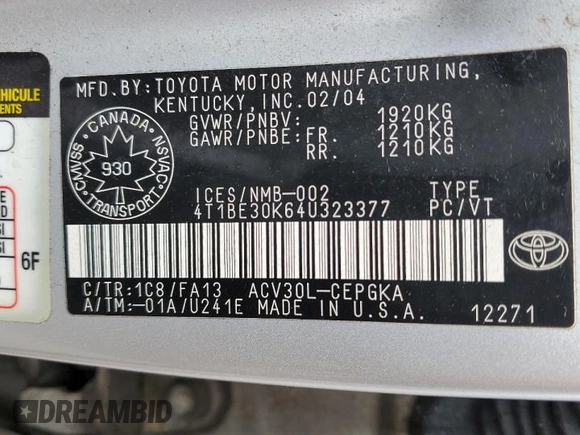 MFD.BY:TOYOTA MOTOR MANUFACTURING,
KENTUCKY, INC. 02/04
GVWR/PNBV: 1920KG
GAWR/PNBE: FR. 1210KG
RR. 1210KG
CANADA
CMVSS 930 NSVAC
TRANSPORT
ICES/NMB-002 TYPE
4T1BE30K64U323377 PC/VT
TOYOTA
C/TR:1C8/FA13 ACV30L-CEPGKA
A/TM:-01A/U241E MADE IN U.S.A. 12271
6F
DREAMBID